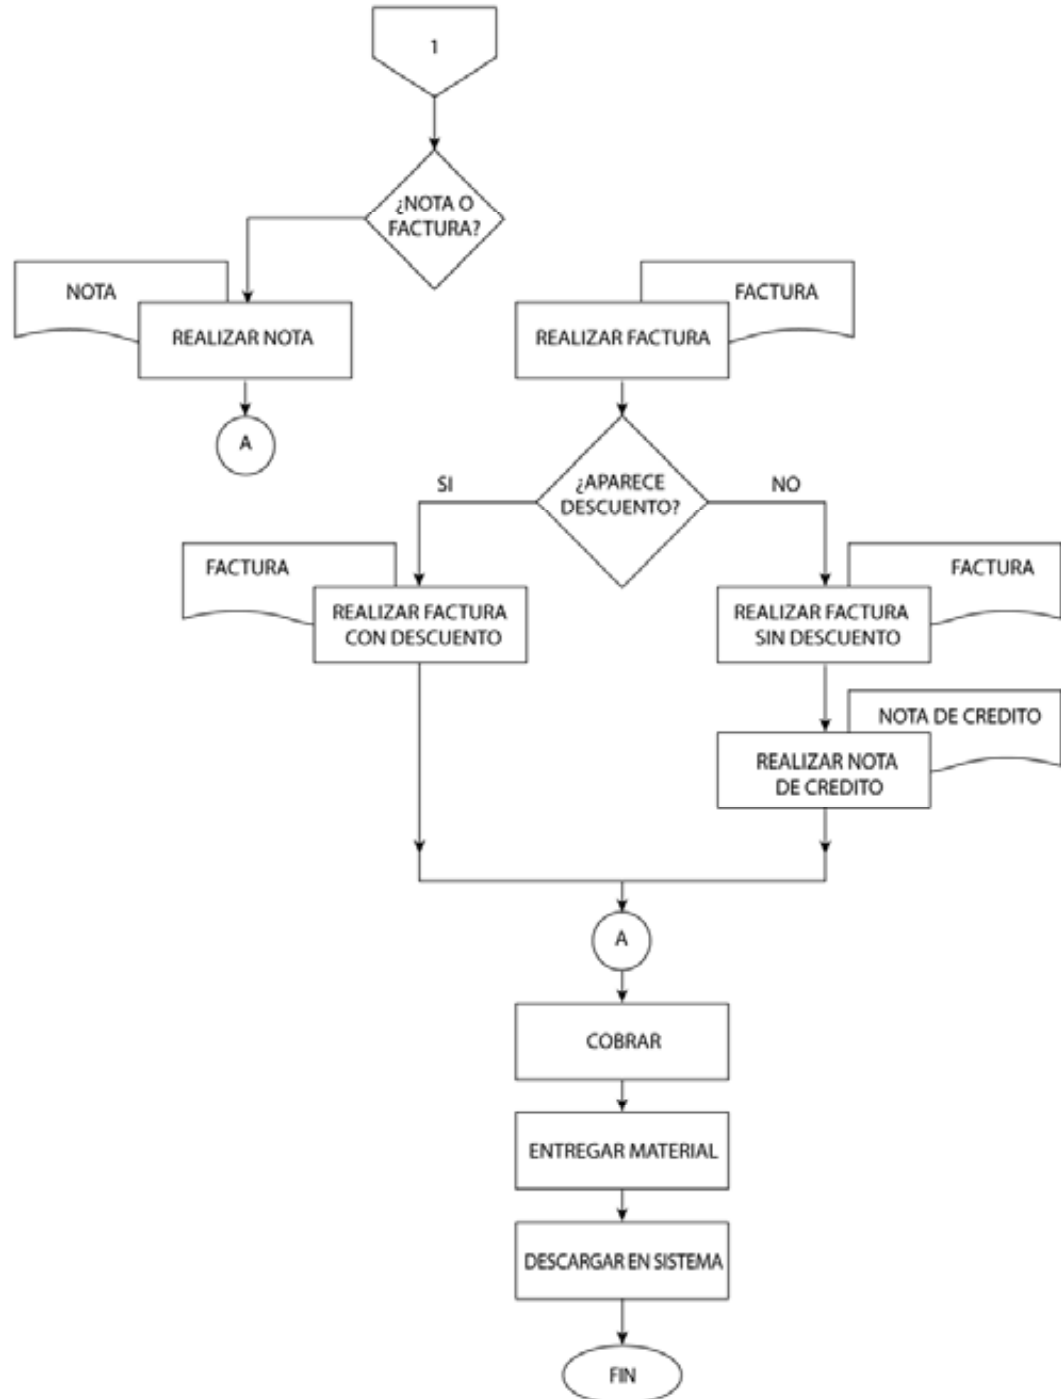 1
¿NOTA O
FACTURA?
NOTA
REALIZAR NOTA
A
FACTURA
REALIZAR FACTURA
¿APARECE
DESCUENTO?
SI
NO
FACTURA
REALIZAR FACTURA
CON DESCUENTO
FACTURA
REALIZAR FACTURA
SIN DESCUENTO
NOTA DE CREDITO
REALIZAR NOTA
DE CREDITO
A
COBRAR
ENTREGAR MATERIAL
DESCARGAR EN SISTEMA
FIN